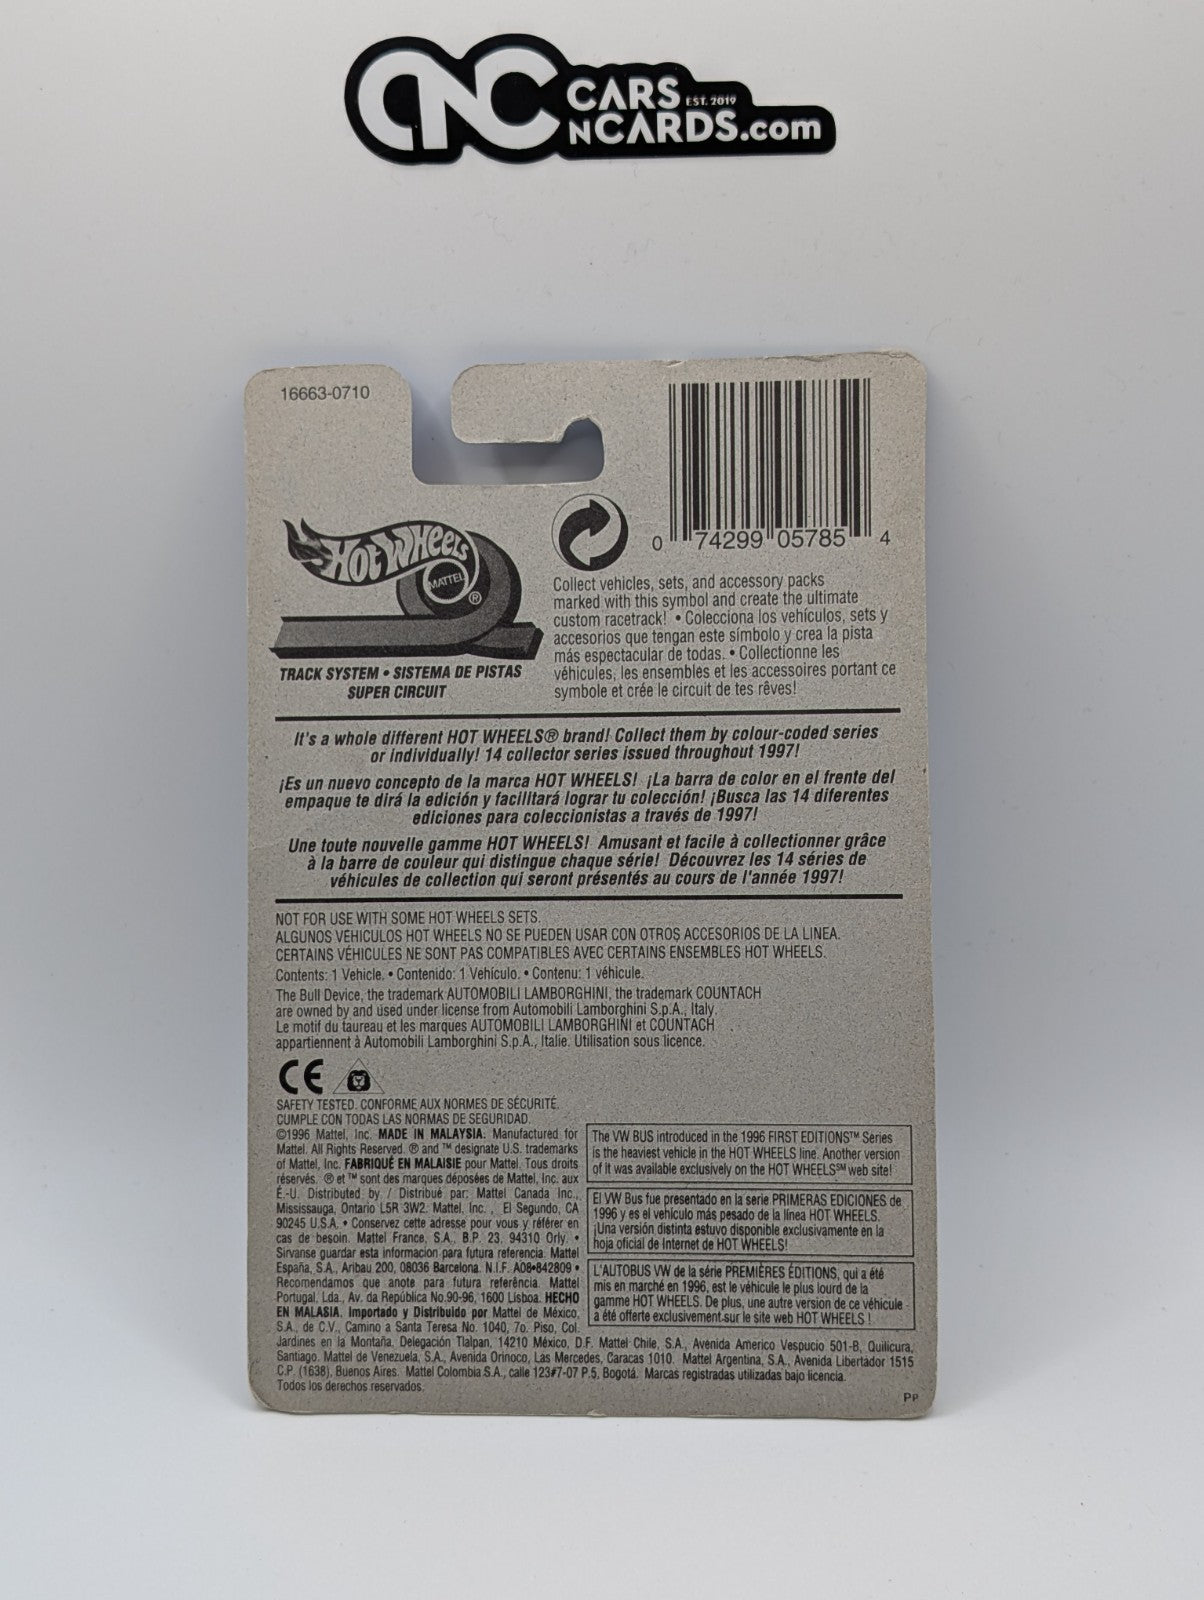 CNC CARS EST. 2019
NCARDS.com
16663-0710
0 74299 05785 4
HOT WHEELS
MATTEL
®
TRACK SYSTEM • SISTEMA DE PISTAS
SUPER CIRCUIT
Collect vehicles, sets, and accessory packs
marked with this symbol and create the ultimate
custom racetrack! • Colecciona los vehículos, sets y
accesorios que tengan este símbolo y crea la pista
más espectacular de todas. • Collectionne les
véhicules, les ensembles et les accessoires portant ce
symbole et crée le circuit de tes rêves!
It's a whole different HOT WHEELS® brand! Collect them by colour-coded series
or individually! 14 collector series issued throughout 1997!
¡Es un nuevo concepto de la marca HOT WHEELS! ¡La barra de color en el frente del
empaque te dirá la edición y facilitará lograr tu colección! ¡Busca las 14 diferentes
ediciones para coleccionistas a través de 1997!
Une toute nouvelle gamme HOT WHEELS! Amusant et facile à collectionner grâce
à la barre de couleur qui distingue chaque série! Découvrez les 14 séries de
véhicules de collection qui seront présentés au cours de l'année 1997!
NOT FOR USE WITH SOME HOT WHEELS SETS.
ALGUNOS VEHICULOS HOT WHEELS NO SE PUEDEN USAR CON OTROS ACCESORIOS DE LA LINEA.
CERTAINS VÉHICULES NE SONT PAS COMPATIBLES AVEC CERTAINS ENSEMBLES HOT WHEELS.
Contents: 1 Vehicle. • Contenido: 1 Vehículo. • Contenu: 1 véhicule.
The Bull Device, the trademark AUTOMOBILI LAMBORGHINI, the trademark COUNTACH
are owned by and used under license from Automobili Lamborghini S.p.A., Italy.
Le motif du taureau et les marques AUTOMOBILI LAMBORGHINI et COUNTACH
appartiennent à Automobili Lamborghini S.p.A., Italie. Utilisation sous licence.
CE
SAFETY TESTED. CONFORME AUX NORMES DE SÉCURITÉ.
CUMPLE CON TODAS LAS NORMAS DE SEGURIDAD.
©1996 Mattel, Inc. MADE IN MALAYSIA. Manufactured for
Mattel. All Rights Reserved. ® and ™ designate U.S. trademarks
of Mattel, Inc. FABRIQUÉ EN MALAISIE pour Mattel. Tous droits
réservés. ® et ™ sont des marques déposées de Mattel, Inc. aux
É.-U. Distributed by / Distribué par: Mattel Canada Inc.,
Mississauga, Ontario L5R 3W2. Mattel, Inc., El Segundo, CA
90245 U.S.A. • Conservez cette adresse pour vous y référer en
cas de besoin. Mattel France, S.A., B.P. 23, 94310 Orly. •
Sirvanse guardar esta informacion para futura referencia. Mattel
España, S.A., Aribau 200, 08036 Barcelona. N.I.F. A08-842809 •
Recomendamos que anote para futura referência. Mattel
Portugal, Lda., Av. da República No.90-96, 1600 Lisboa. HECHO
EN MALASIA. Importado y Distribuido por Mattel de México,
S.A., de C.V., Camino a Santa Teresa No. 1040, 7o. Piso, Col.
Jardines en la Montaña, Delegación Tlalpan, 14210 México, D.F. Mattel Chile, S.A., Avenida Americo Vespucio 501-B, Quilicura,
Santiago. Mattel de Venezuela, S.A., Avenida Orinoco, Las Mercedes, Caracas 1010. Mattel Argentina, S.A., Avenida Libertador 1515
C.P. (1638), Buenos Aires. Mattel Colombia S.A., calle 123#7-07 P.5, Bogotá. Marcas registradas utilizadas bajo licencia.
Todos los derechos reservados.
The VW BUS introduced in the 1996 FIRST EDITIONS™ Series
is the heaviest vehicle in the HOT WHEELS line. Another version
of it was available exclusively on the HOT WHEELS℠ web site!
El VW Bus fue presentado en la serie PRIMERAS EDICIONES de
1996 y es el vehículo más pesado de la línea HOT WHEELS.
¡Una versión distinta estuvo disponible exclusivamente en la
hoja oficial de Internet de HOT WHEELS!
L'AUTOBUS VW de la série PREMIÈRES ÉDITIONS, qui a été
mis en marché en 1996, est le véhicule le plus lourd de la
gamme HOT WHEELS. De plus, une autre version de ce véhicule
a été offerte exclusivement sur le site web HOT WHEELS !
PP